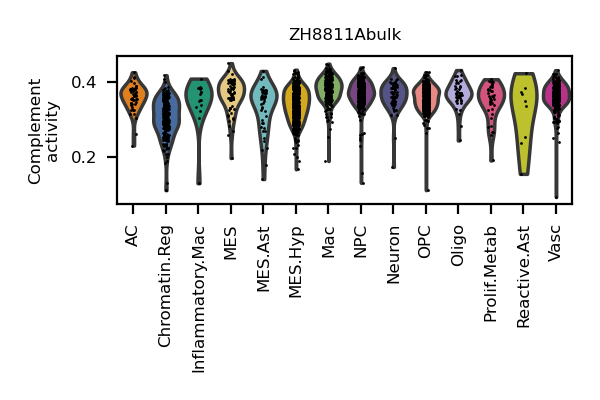 ZH8811Abulk
Complement
activity
0.4
0.2
AC
Chromatin.Reg
Inflammatory.Mac
MES
MES.Ast
MES.Hyp
Mac
NPC
Neuron
OPC
Oligo
Prolif.Metab
Reactive.Ast
Vasc